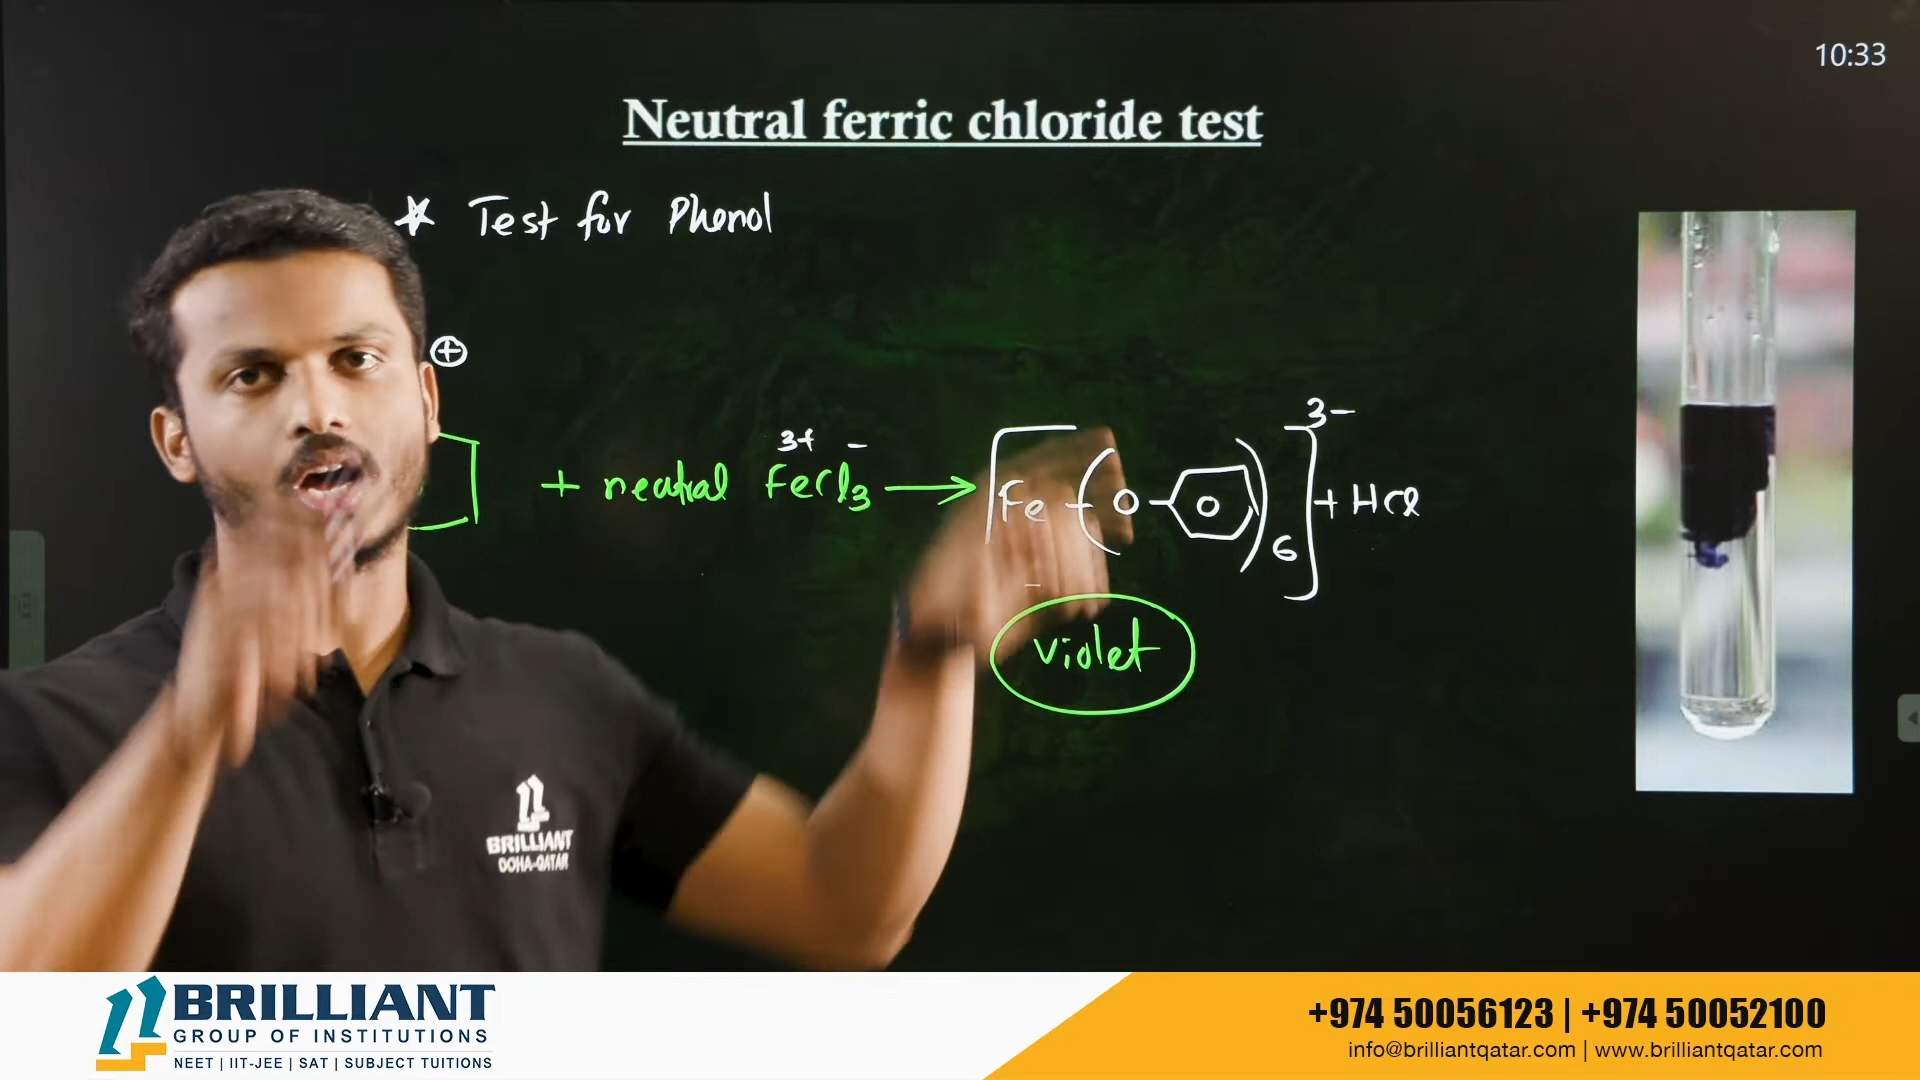 10:33
Neutral ferric chloride test
* Test for Phenol
⊕
3+ −
+ neutral FeCl3 ⟶ [Fe-(O-⌬)6]3− + HCl
Violet
BRILLIANT
DOHA-QATAR
BRILLIANT
GROUP OF INSTITUTIONS
NEET | IIT-JEE | SAT | SUBJECT TUITIONS
+974 50056123 | +974 50052100
info@brilliantqatar.com | www.brilliantqatar.com